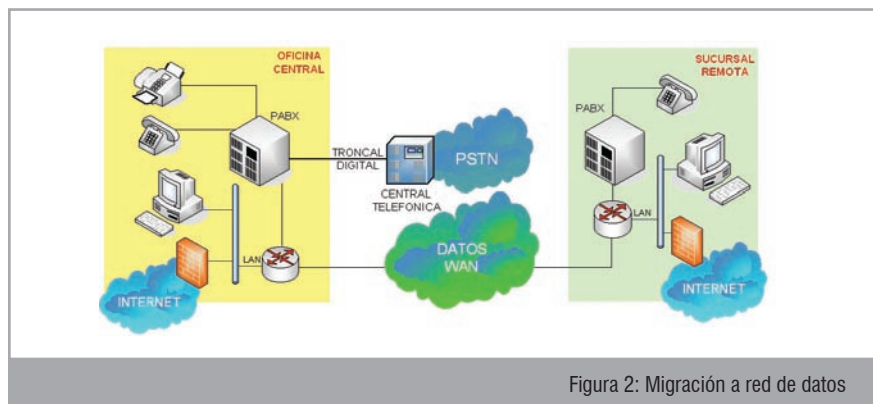 OFICINA
CENTRAL
PABX
TRONCAL
DIGITAL
CENTRAL
TELEFONICA
PSTN
LAN
INTERNET
DATOS
WAN
SUCURSAL
REMOTA
PABX
LAN
INTERNET
Figura 2: Migración a red de datos